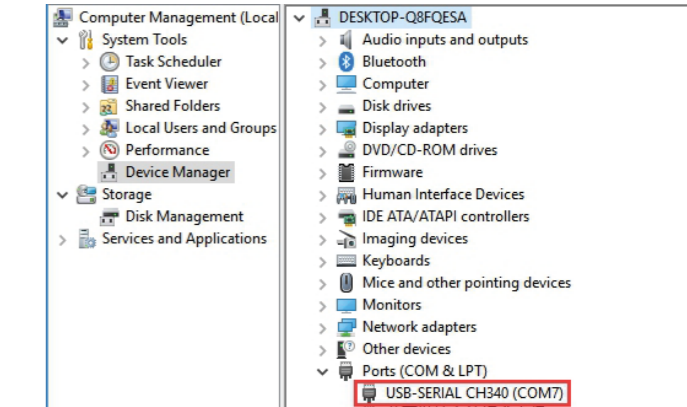 Computer Management (Local
System Tools
Task Scheduler
Event Viewer
Shared Folders
Local Users and Groups
Performance
Device Manager
Storage
Disk Management
Services and Applications
DESKTOP-Q8FQESA
Audio inputs and outputs
Bluetooth
Computer
Disk drives
Display adapters
DVD/CD-ROM drives
Firmware
Human Interface Devices
IDE ATA/ATAPI controllers
Imaging devices
Keyboards
Mice and other pointing devices
Monitors
Network adapters
Other devices
Ports (COM & LPT)
USB-SERIAL CH340 (COM7)